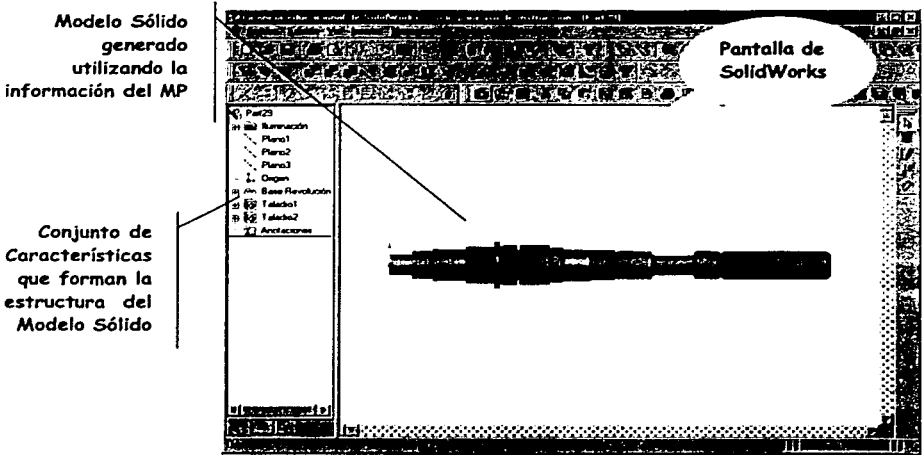 Modelo Sólido
generado
utilizando la
información del MP
Pantalla de
SolidWorks
Part29
Iluminación
Plano1
Plano2
Plano3
Origen
Base Revolución
Taladro1
Taladro2
Anotaciones
Conjunto de
Características
que forman la
estructura del
Modelo Sólido